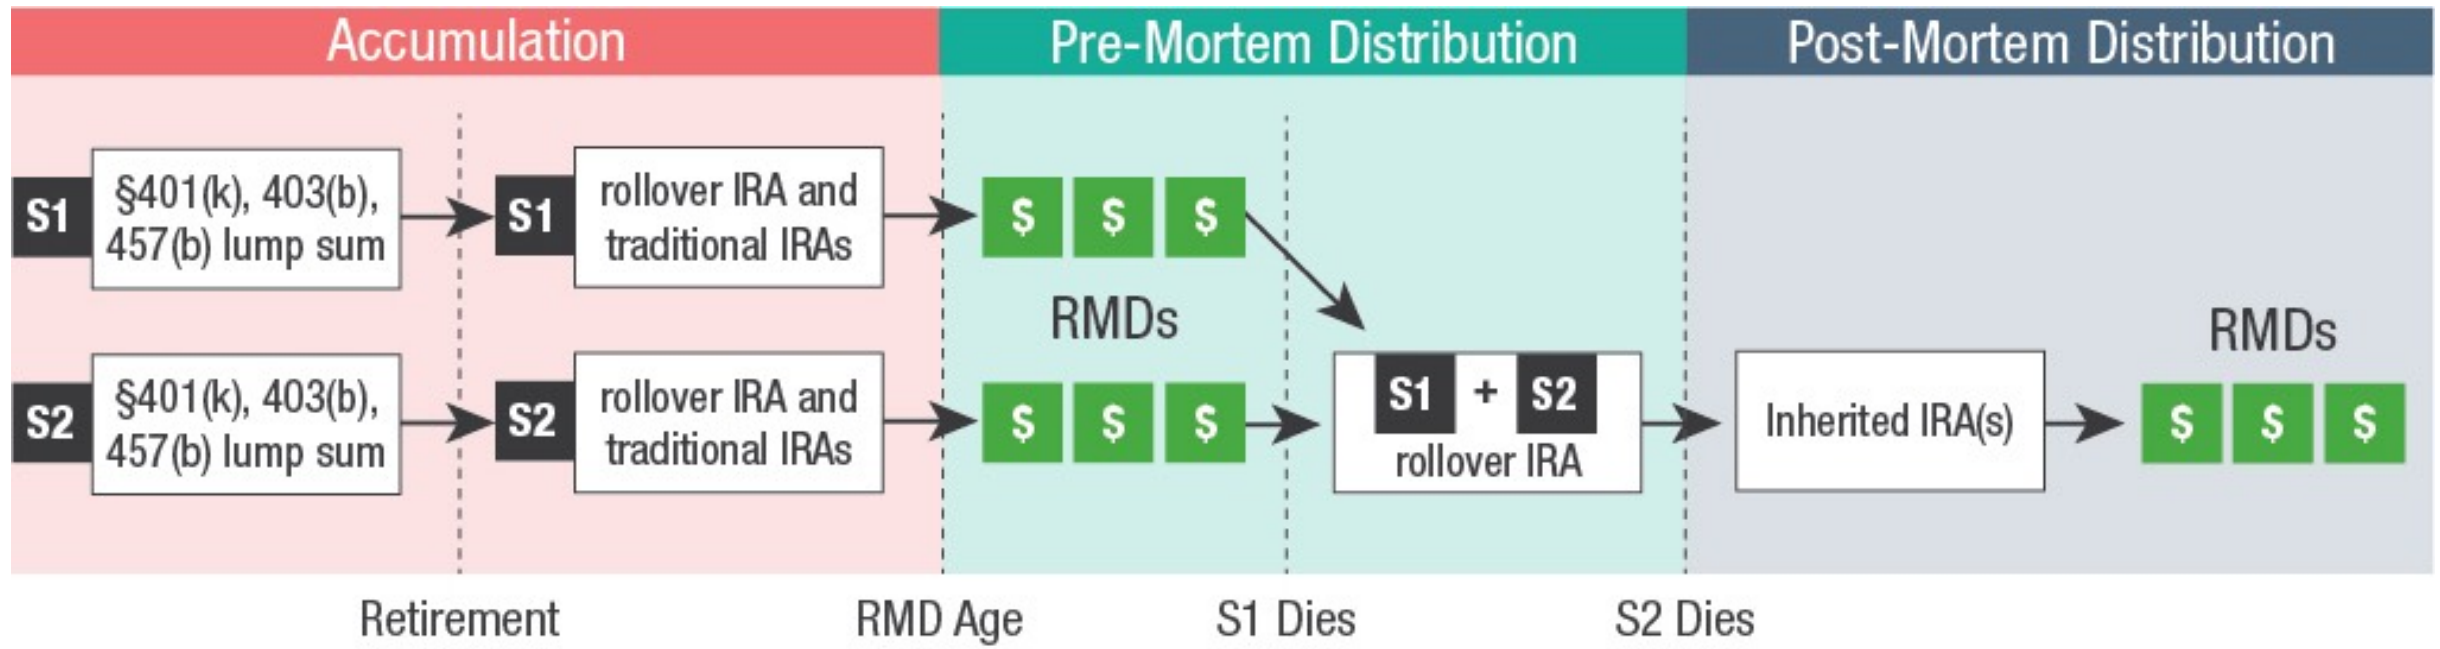 Accumulation
Pre-Mortem Distribution
Post-Mortem Distribution
S1
§401(k), 403(b),
457(b) lump sum
S1
rollover IRA and
traditional IRAs
$ $ $
RMDs
S2
§401(k), 403(b),
457(b) lump sum
S2
rollover IRA and
traditional IRAs
$ $ $
S1 + S2
rollover IRA
Inherited IRA(s)
RMDs
$ $ $
Retirement
RMD Age
S1 Dies
S2 Dies